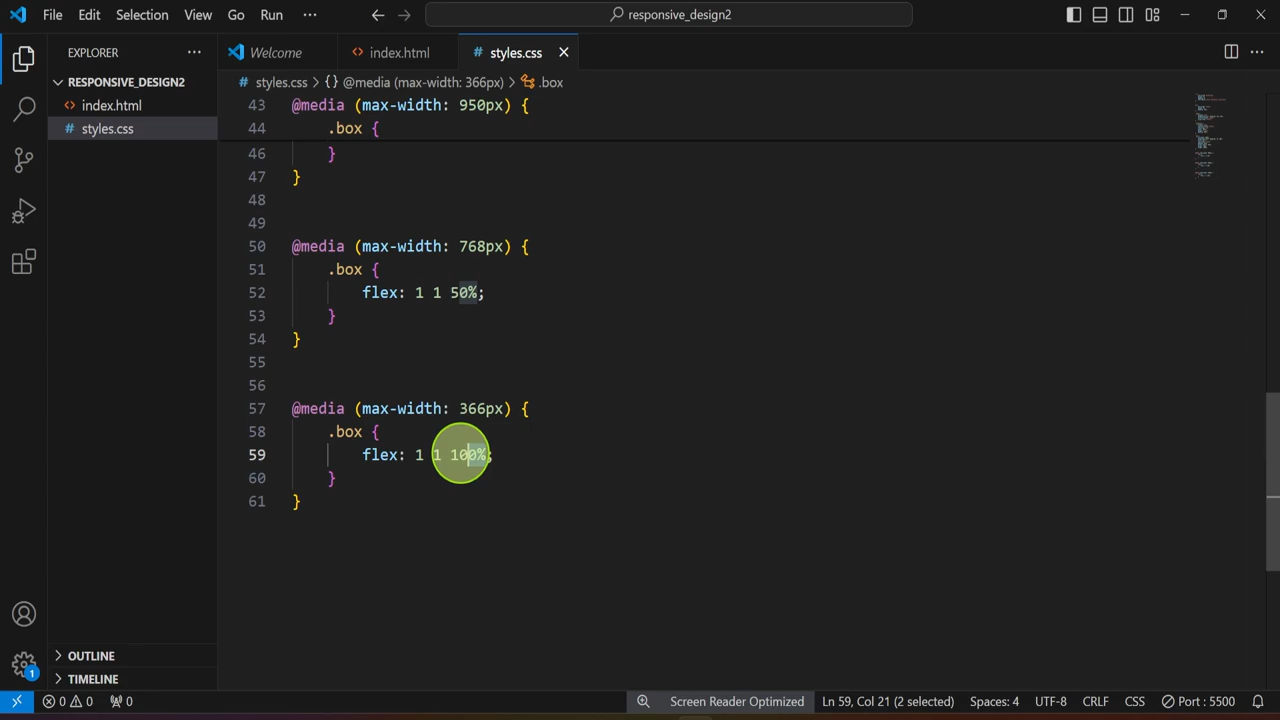 File Edit Selection View Go Run ··· responsive_design2
EXPLORER ···
RESPONSIVE_DESIGN2
index.html
# styles.css
Welcome index.html # styles.css
# styles.css > {} @media (max-width: 366px) > .box
43 @media (max-width: 950px) {
44 .box {
46 }
47 }
48
49
50 @media (max-width: 768px) {
51 .box {
52 flex: 1 1 50%;
53 }
54 }
55
56
57 @media (max-width: 366px) {
58 .box {
59 flex: 1 1 100%;
60 }
61 }
OUTLINE
TIMELINE
1
0 0 0 Screen Reader Optimized Ln 59, Col 21 (2 selected) Spaces: 4 UTF-8 CRLF CSS Port : 5500